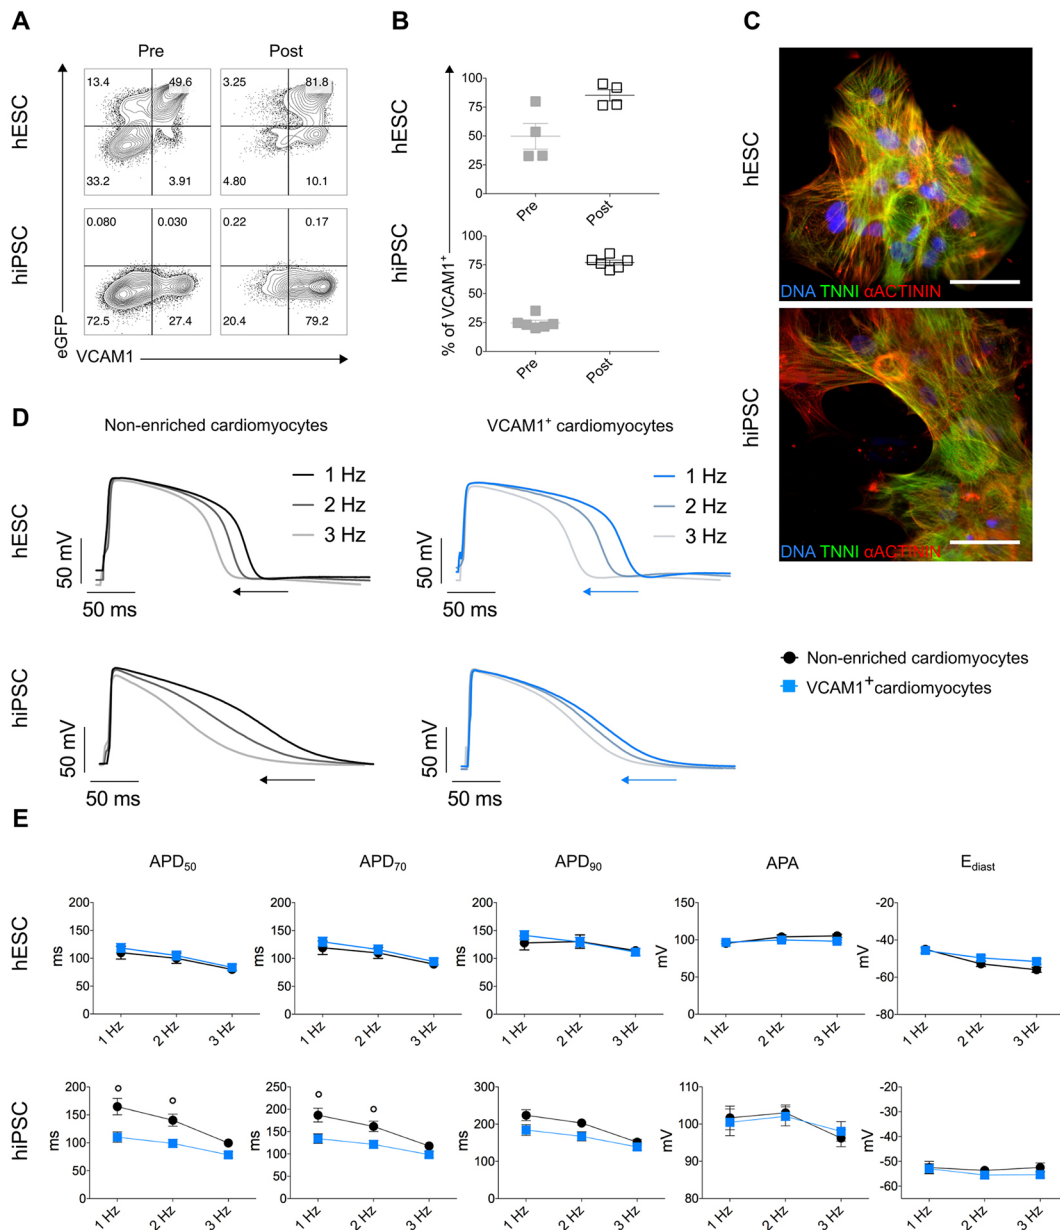 A
Pre
Post
hESC
13.4
49.6
33.2
3.91
3.25
81.8
4.80
10.1
hiPSC
0.080
0.030
72.5
27.4
0.22
0.17
20.4
79.2
eGFP
VCAM1
B
hESC
100
75
50
25
0
Pre
Post
hiPSC
100
75
50
25
0
Pre
Post
% of VCAM1⁺
C
hESC
DNA TNNI αACTININ
hiPSC
DNA TNNI αACTININ
D
Non-enriched cardiomyocytes
VCAM1⁺ cardiomyocytes
hESC
1 Hz
2 Hz
3 Hz
50 mV
50 ms
1 Hz
2 Hz
3 Hz
50 mV
50 ms
hiPSC
50 mV
50 ms
50 mV
50 ms
Non-enriched cardiomyocytes
VCAM1⁺ cardiomyocytes
E
APD₅₀
APD₇₀
APD₉₀
APA
E_diast
hESC
200
150
100
50
0
ms
1 Hz
2 Hz
3 Hz
200
150
100
50
0
ms
1 Hz
2 Hz
3 Hz
200
150
100
50
0
ms
1 Hz
2 Hz
3 Hz
150
100
50
0
mV
1 Hz
2 Hz
3 Hz
-20
-40
-60
-80
mV
1 Hz
2 Hz
3 Hz
hiPSC
200
150
100
50
0
ms
1 Hz
2 Hz
3 Hz
250
200
150
100
50
0
ms
1 Hz
2 Hz
3 Hz
300
200
100
0
ms
1 Hz
2 Hz
3 Hz
110
100
90
80
mV
1 Hz
2 Hz
3 Hz
-20
-30
-40
-50
-60
mV
1 Hz
2 Hz
3 Hz